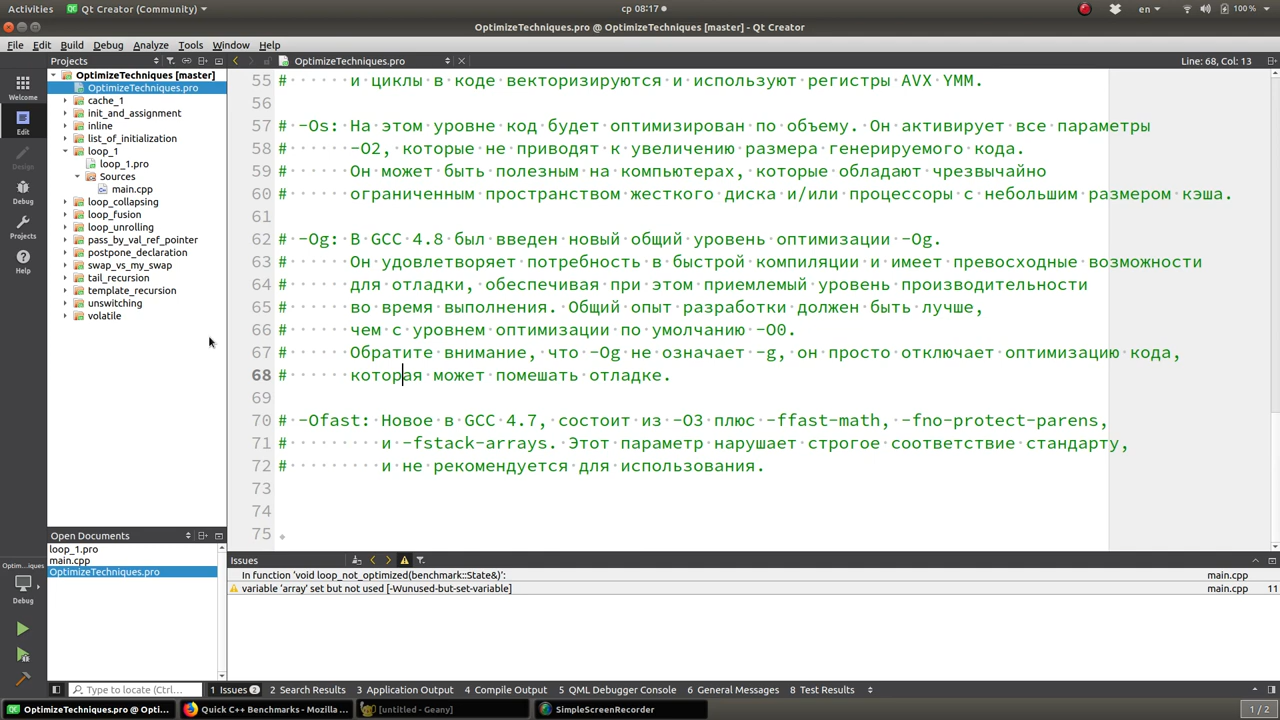 Activities
Qt Creator (Community)
ср 08:17
en
100 %
OptimizeTechniques.pro @ OptimizeTechniques [master] - Qt Creator
File Edit Build Debug Analyze Tools Window Help
Projects
OptimizeTechniques.pro
Line: 68, Col: 13
Welcome
Edit
Design
Debug
Projects
Help
Optim...iques
Debug
OptimizeTechniques [master]
OptimizeTechniques.pro
cache_1
init_and_assignment
inline
list_of_initialization
loop_1
loop_1.pro
Sources
main.cpp
loop_collapsing
loop_fusion
loop_unrolling
pass_by_val_ref_pointer
postpone_declaration
swap_vs_my_swap
tail_recursion
template_recursion
unswitching
volatile
Open Documents
loop_1.pro
main.cpp
OptimizeTechniques.pro
55 # и циклы в коде векторизируются и используют регистры AVX YMM.
56
57 # -Os: На этом уровне код будет оптимизирован по объему. Он активирует все параметры
58 # -O2, которые не приводят к увеличению размера генерируемого кода.
59 # Он может быть полезным на компьютерах, которые обладают чрезвычайно
60 # ограниченным пространством жесткого диска и/или процессоры с небольшим размером кэша.
61
62 # -Og: В GCC 4.8 был введен новый общий уровень оптимизации -Og.
63 # Он удовлетворяет потребность в быстрой компиляции и имеет превосходные возможности
64 # для отладки, обеспечивая при этом приемлемый уровень производительности
65 # во время выполнения. Общий опыт разработки должен быть лучше,
66 # чем с уровнем оптимизации по умолчанию -O0.
67 # Обратите внимание, что -Og не означает -g, он просто отключает оптимизацию кода,
68 # которая может помешать отладке.
69
70 # -Ofast: Новое в GCC 4.7, состоит из -O3 плюс -ffast-math, -fno-protect-parens,
71 # и -fstack-arrays. Этот параметр нарушает строгое соответствие стандарту,
72 # и не рекомендуется для использования.
73
74
75
Issues
In function 'void loop_not_optimized(benchmark::State&)': main.cpp
variable 'array' set but not used [-Wunused-but-set-variable] main.cpp 11
Type to locate (Ctrl...
1 Issues 2
2 Search Results
3 Application Output
4 Compile Output
5 QML Debugger Console
6 General Messages
8 Test Results
OptimizeTechniques.pro @ Opti...
Quick C++ Benchmarks - Mozilla ...
[untitled - Geany]
SimpleScreenRecorder
1 / 2